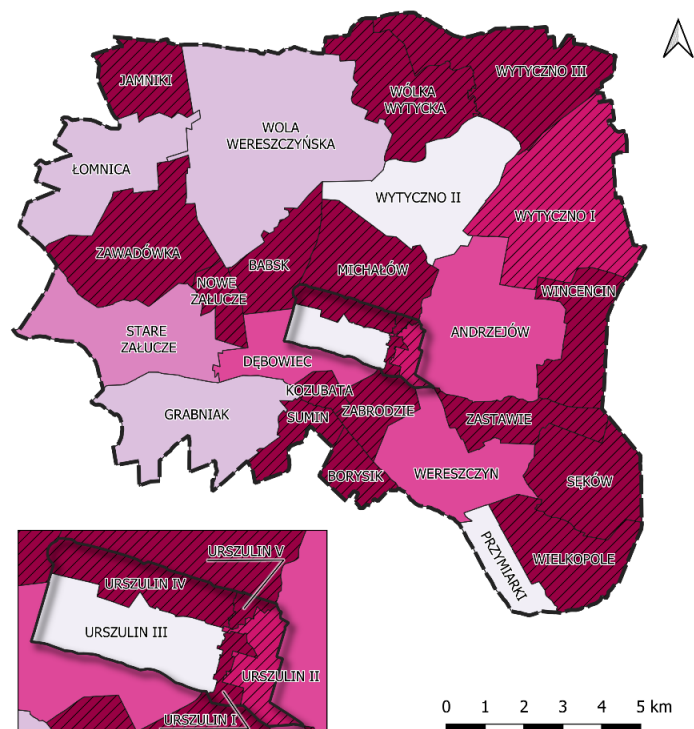 JAMNIKI
WYTYCZNO III
WÓLKA
WYTYCKA
WOLA
WERESZCZYŃSKA
ŁOMNICA
WYTYCZNO II
WYTYCZNO I
ZAWADÓWKA
BABSK
MICHAŁÓW
NOWE
ZAŁUCZE
WINCENCIN
STARE
ZAŁUCZE
ANDRZEJÓW
DĘBOWIEC
KOZUBATA
GRABNIAK
SUMIN
ZABRODZIE
ZASTAWIE
BORYSIK
WERESZCZYN
SĘKÓW
PRZYMIARKI
WIELKOPOLE
URSZULIN V
URSZULIN IV
URSZULIN III
URSZULIN II
URSZULIN I
0 1 2 3 4 5 km